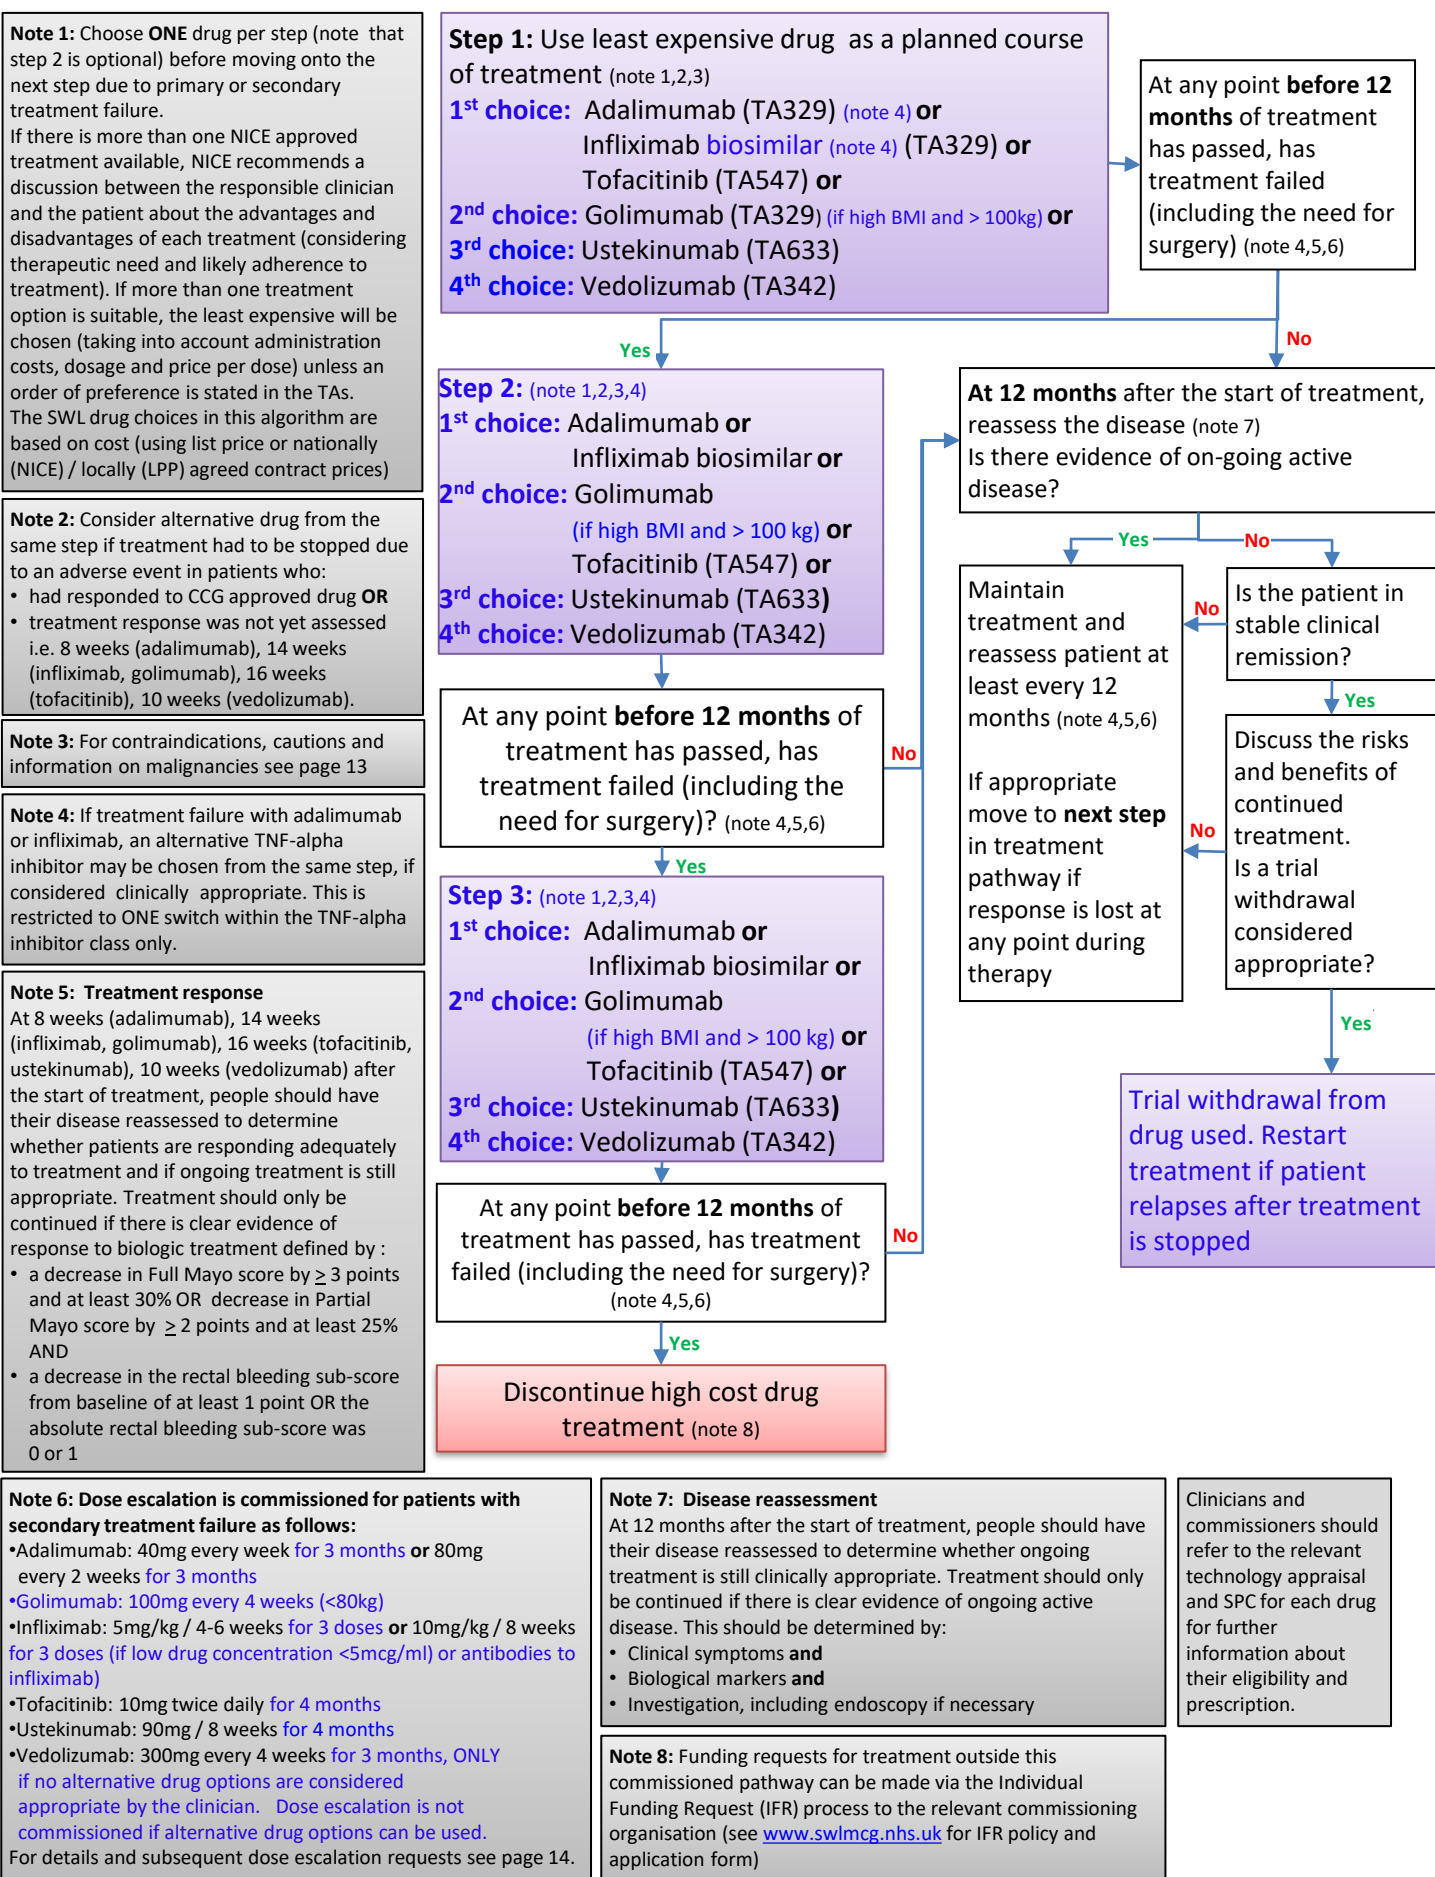 Note 1: Choose ONE drug per step (note that
step 2 is optional) before moving onto the
next step due to primary or secondary
treatment failure.
If there is more than one NICE approved
treatment available, NICE recommends a
discussion between the responsible clinician
and the patient about the advantages and
disadvantages of each treatment (considering
therapeutic need and likely adherence to
treatment). If more than one treatment
option is suitable, the least expensive will be
chosen (taking into account administration
costs, dosage and price per dose) unless an
order of preference is stated in the TAs.
The SWL drug choices in this algorithm are
based on cost (using list price or nationally
(NICE) / locally (LPP) agreed contract prices)
Note 2: Consider alternative drug from the
same step if treatment had to be stopped due
to an adverse event in patients who:
• had responded to CCG approved drug OR
• treatment response was not yet assessed
i.e. 8 weeks (adalimumab), 14 weeks
(infliximab, golimumab), 16 weeks
(tofacitinib), 10 weeks (vedolizumab).
Note 3: For contraindications, cautions and
information on malignancies see page 13
Note 4: If treatment failure with adalimumab
or infliximab, an alternative TNF-alpha
inhibitor may be chosen from the same step, if
considered clinically appropriate. This is
restricted to ONE switch within the TNF-alpha
inhibitor class only.
Note 5: Treatment response
At 8 weeks (adalimumab), 14 weeks
(infliximab, golimumab), 16 weeks (tofacitinib,
ustekinumab), 10 weeks (vedolizumab) after
the start of treatment, people should have
their disease reassessed to determine
whether patients are responding adequately
to treatment and if ongoing treatment is still
appropriate. Treatment should only be
continued if there is clear evidence of
response to biologic treatment defined by :
• a decrease in Full Mayo score by ≥ 3 points
and at least 30% OR decrease in Partial
Mayo score by ≥ 2 points and at least 25%
AND
• a decrease in the rectal bleeding sub-score
from baseline of at least 1 point OR the
absolute rectal bleeding sub-score was
0 or 1
Step 1: Use least expensive drug as a planned course
of treatment (note 1,2,3)
1st choice: Adalimumab (TA329) (note 4) or
Infliximab biosimilar (note 4) (TA329) or
Tofacitinib (TA547) or
2nd choice: Golimumab (TA329) (if high BMI and > 100kg) or
3rd choice: Ustekinumab (TA633)
4th choice: Vedolizumab (TA342)
At any point before 12
months of treatment
has passed, has
treatment failed
(including the need for
surgery) (note 4,5,6)
Yes
No
Step 2: (note 1,2,3,4)
1st choice: Adalimumab or
Infliximab biosimilar or
2nd choice: Golimumab
(if high BMI and > 100 kg) or
Tofacitinib (TA547) or
3rd choice: Ustekinumab (TA633)
4th choice: Vedolizumab (TA342)
At any point before 12 months of
treatment has passed, has
treatment failed (including the
need for surgery)? (note 4,5,6)
No
Yes
Step 3: (note 1,2,3,4)
1st choice: Adalimumab or
Infliximab biosimilar or
2nd choice: Golimumab
(if high BMI and > 100 kg) or
Tofacitinib (TA547) or
3rd choice: Ustekinumab (TA633)
4th choice: Vedolizumab (TA342)
At any point before 12 months of
treatment has passed, has treatment
failed (including the need for surgery)?
(note 4,5,6)
No
Yes
Discontinue high cost drug
treatment (note 8)
At 12 months after the start of treatment,
reassess the disease (note 7)
Is there evidence of on-going active
disease?
Yes
No
Maintain
treatment and
reassess patient at
least every 12
months (note 4,5,6)
If appropriate
move to next step
in treatment
pathway if
response is lost at
any point during
therapy
Is the patient in
stable clinical
remission?
No
Yes
Discuss the risks
and benefits of
continued
treatment.
Is a trial
withdrawal
considered
appropriate?
No
Yes
Trial withdrawal from
drug used. Restart
treatment if patient
relapses after treatment
is stopped
Note 6: Dose escalation is commissioned for patients with
secondary treatment failure as follows:
•Adalimumab: 40mg every week for 3 months or 80mg
every 2 weeks for 3 months
•Golimumab: 100mg every 4 weeks (<80kg)
•Infliximab: 5mg/kg / 4-6 weeks for 3 doses or 10mg/kg / 8 weeks
for 3 doses (if low drug concentration <5mcg/ml) or antibodies to
infliximab)
•Tofacitinib: 10mg twice daily for 4 months
•Ustekinumab: 90mg / 8 weeks for 4 months
•Vedolizumab: 300mg every 4 weeks for 3 months, ONLY
if no alternative drug options are considered
appropriate by the clinician. Dose escalation is not
commissioned if alternative drug options can be used.
For details and subsequent dose escalation requests see page 14.
Note 7: Disease reassessment
At 12 months after the start of treatment, people should have
their disease reassessed to determine whether ongoing
treatment is still clinically appropriate. Treatment should only
be continued if there is clear evidence of ongoing active
disease. This should be determined by:
• Clinical symptoms and
• Biological markers and
• Investigation, including endoscopy if necessary
Note 8: Funding requests for treatment outside this
commissioned pathway can be made via the Individual
Funding Request (IFR) process to the relevant commissioning
organisation (see www.swlmcg.nhs.uk for IFR policy and
application form)
Clinicians and
commissioners should
refer to the relevant
technology appraisal
and SPC for each drug
for further
information about
their eligibility and
prescription.